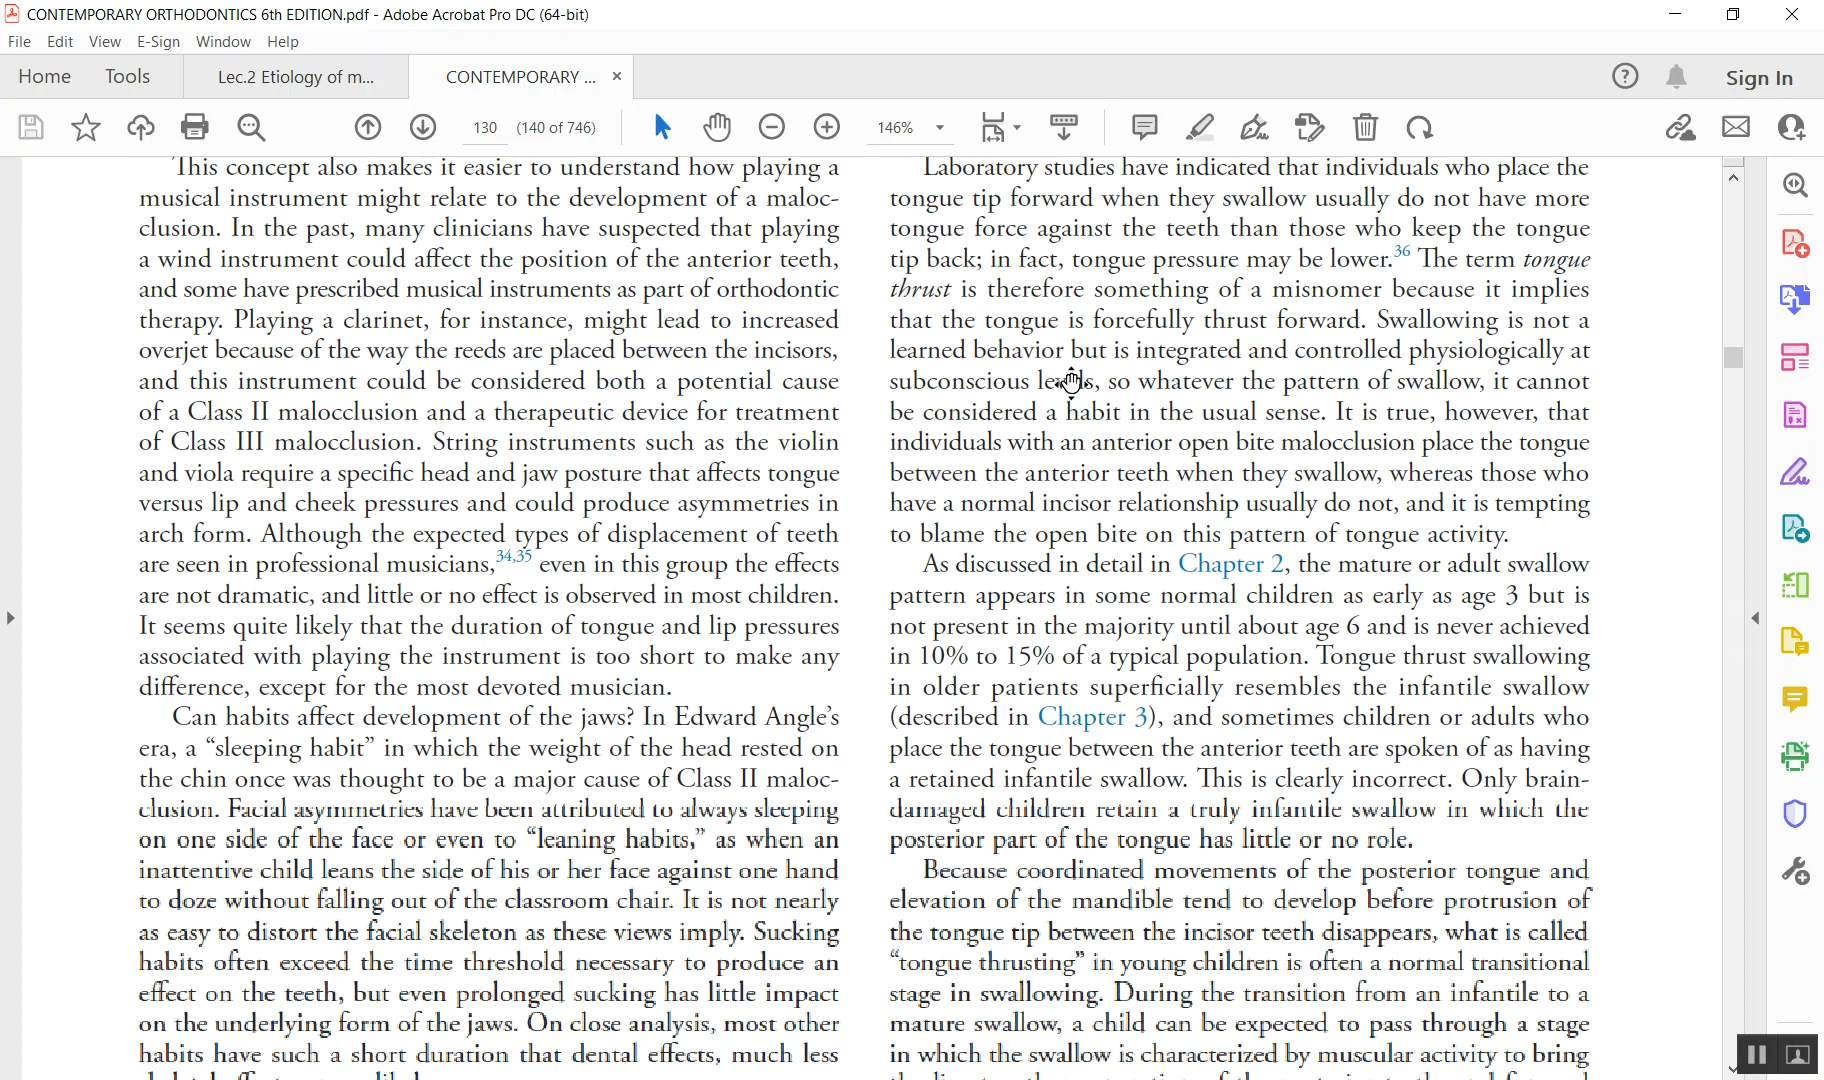 CONTEMPORARY ORTHODONTICS 6th EDITION.pdf - Adobe Acrobat Pro DC (64-bit)
File Edit View E-Sign Window Help
Home Tools Lec.2 Etiology of m... CONTEMPORARY ... × Sign In
130 (140 of 746) 146%
This concept also makes it easier to understand how playing a
musical instrument might relate to the development of a maloc-
clusion. In the past, many clinicians have suspected that playing
a wind instrument could affect the position of the anterior teeth,
and some have prescribed musical instruments as part of orthodontic
therapy. Playing a clarinet, for instance, might lead to increased
overjet because of the way the reeds are placed between the incisors,
and this instrument could be considered both a potential cause
of a Class II malocclusion and a therapeutic device for treatment
of Class III malocclusion. String instruments such as the violin
and viola require a specific head and jaw posture that affects tongue
versus lip and cheek pressures and could produce asymmetries in
arch form. Although the expected types of displacement of teeth
are seen in professional musicians,34,35 even in this group the effects
are not dramatic, and little or no effect is observed in most children.
It seems quite likely that the duration of tongue and lip pressures
associated with playing the instrument is too short to make any
difference, except for the most devoted musician.
Can habits affect development of the jaws? In Edward Angle’s
era, a “sleeping habit” in which the weight of the head rested on
the chin once was thought to be a major cause of Class II maloc-
clusion. Facial asymmetries have been attributed to always sleeping
on one side of the face or even to “leaning habits,” as when an
inattentive child leans the side of his or her face against one hand
to doze without falling out of the classroom chair. It is not nearly
as easy to distort the facial skeleton as these views imply. Sucking
habits often exceed the time threshold necessary to produce an
effect on the teeth, but even prolonged sucking has little impact
on the underlying form of the jaws. On close analysis, most other
habits have such a short duration that dental effects, much less
Laboratory studies have indicated that individuals who place the
tongue tip forward when they swallow usually do not have more
tongue force against the teeth than those who keep the tongue
tip back; in fact, tongue pressure may be lower.36 The term tongue
thrust is therefore something of a misnomer because it implies
that the tongue is forcefully thrust forward. Swallowing is not a
learned behavior but is integrated and controlled physiologically at
subconscious levels, so whatever the pattern of swallow, it cannot
be considered a habit in the usual sense. It is true, however, that
individuals with an anterior open bite malocclusion place the tongue
between the anterior teeth when they swallow, whereas those who
have a normal incisor relationship usually do not, and it is tempting
to blame the open bite on this pattern of tongue activity.
As discussed in detail in Chapter 2, the mature or adult swallow
pattern appears in some normal children as early as age 3 but is
not present in the majority until about age 6 and is never achieved
in 10% to 15% of a typical population. Tongue thrust swallowing
in older patients superficially resembles the infantile swallow
(described in Chapter 3), and sometimes children or adults who
place the tongue between the anterior teeth are spoken of as having
a retained infantile swallow. This is clearly incorrect. Only brain-
damaged children retain a truly infantile swallow in which the
posterior part of the tongue has little or no role.
Because coordinated movements of the posterior tongue and
elevation of the mandible tend to develop before protrusion of
the tongue tip between the incisor teeth disappears, what is called
“tongue thrusting” in young children is often a normal transitional
stage in swallowing. During the transition from an infantile to a
mature swallow, a child can be expected to pass through a stage
in which the swallow is characterized by muscular activity to bring